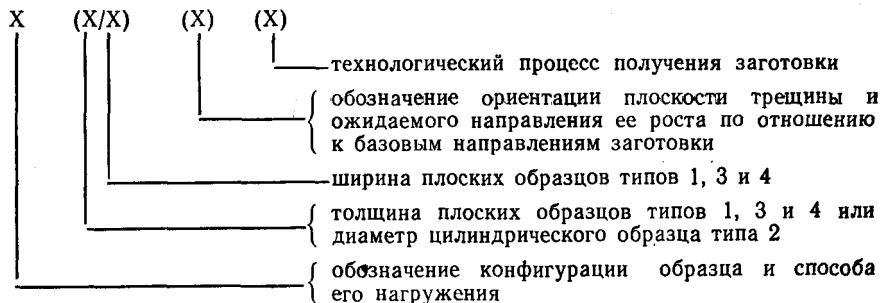 X (X/X) (X) (X)
технологический процесс получения заготовки
обозначение ориентации плоскости трещины и
ожидаемого направления ее роста по отношению
к базовым направлениям заготовки
ширина плоских образцов типов 1, 3 и 4
толщина плоских образцов типов 1, 3 и 4 или
диаметр цилиндрического образца типа 2
обозначение конфигурации образца и способа
его нагружения